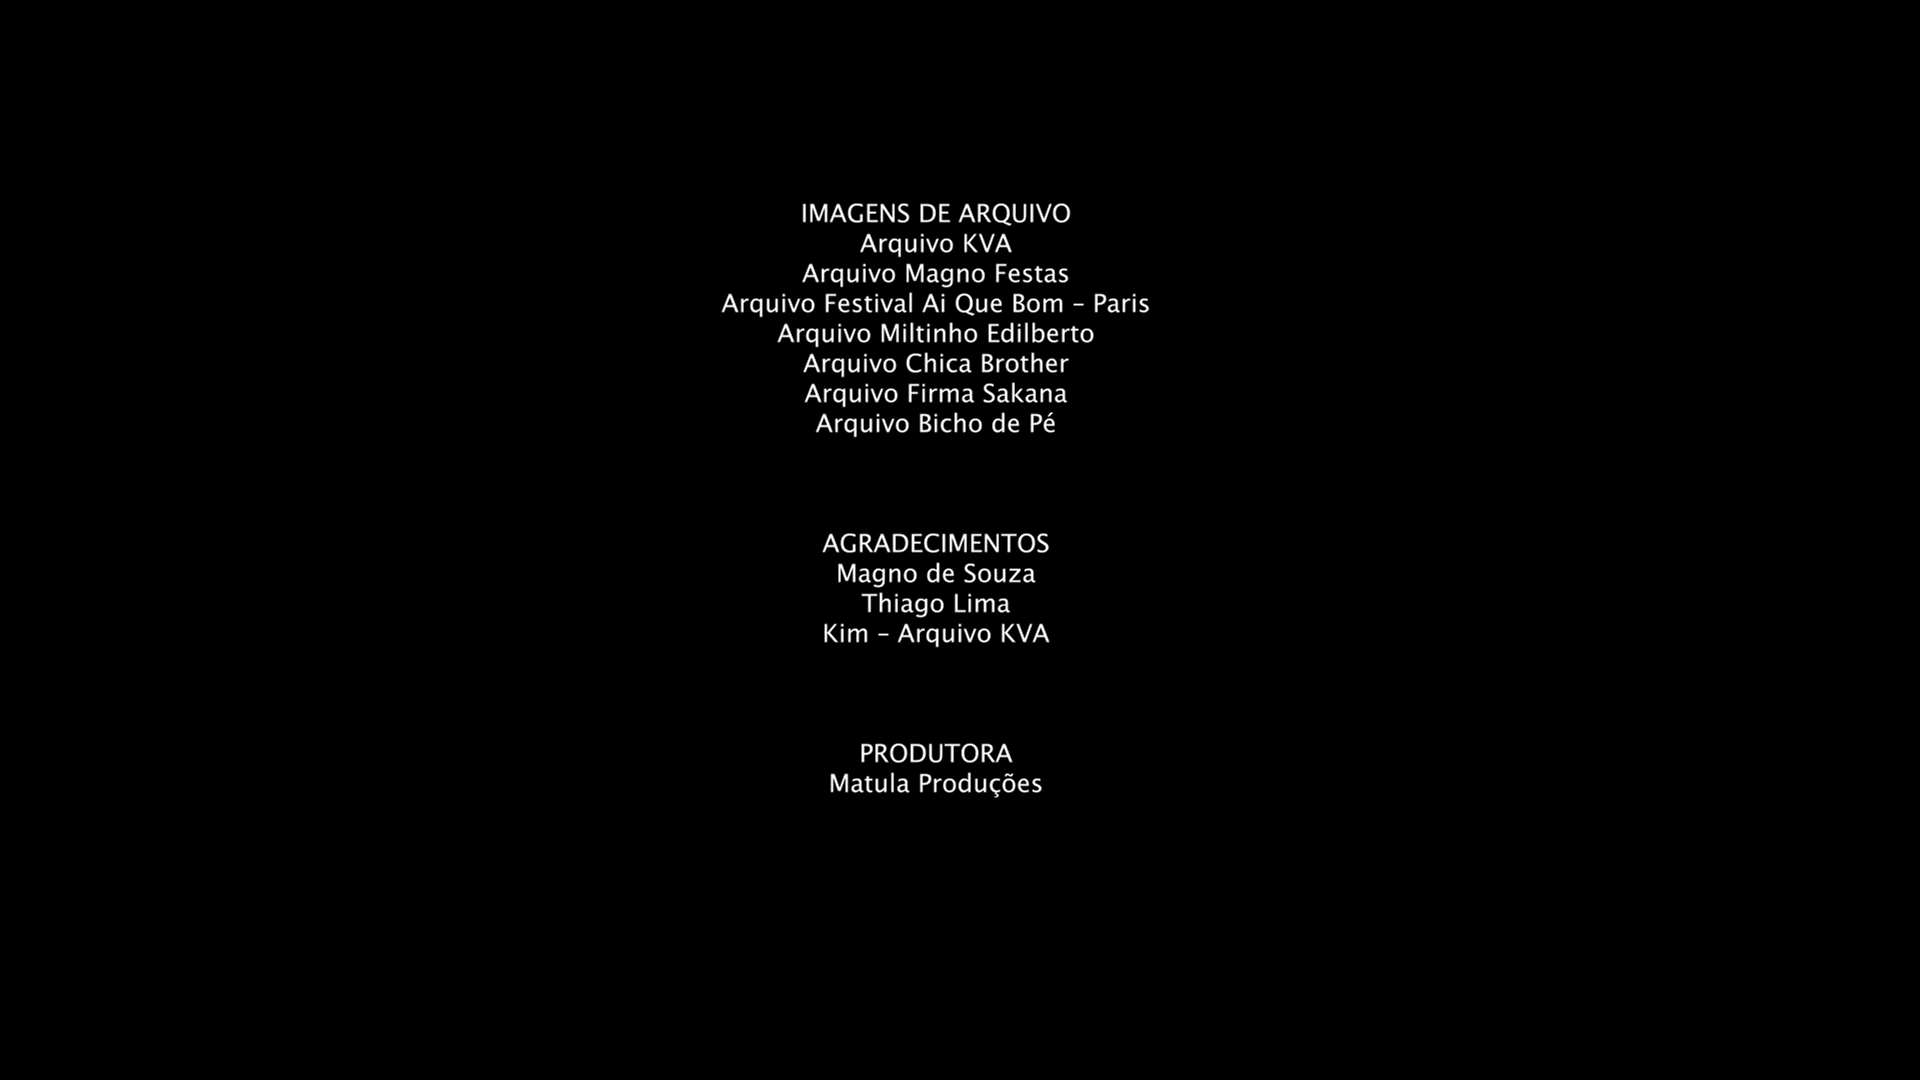 IMAGENS DE ARQUIVO
Arquivo KVA
Arquivo Magno Festas
Arquivo Festival Ai Que Bom – Paris
Arquivo Miltinho Edilberto
Arquivo Chica Brother
Arquivo Firma Sakana
Arquivo Bicho de Pé
AGRADECIMENTOS
Magno de Souza
Thiago Lima
Kim – Arquivo KVA
PRODUTORA
Matula Produções